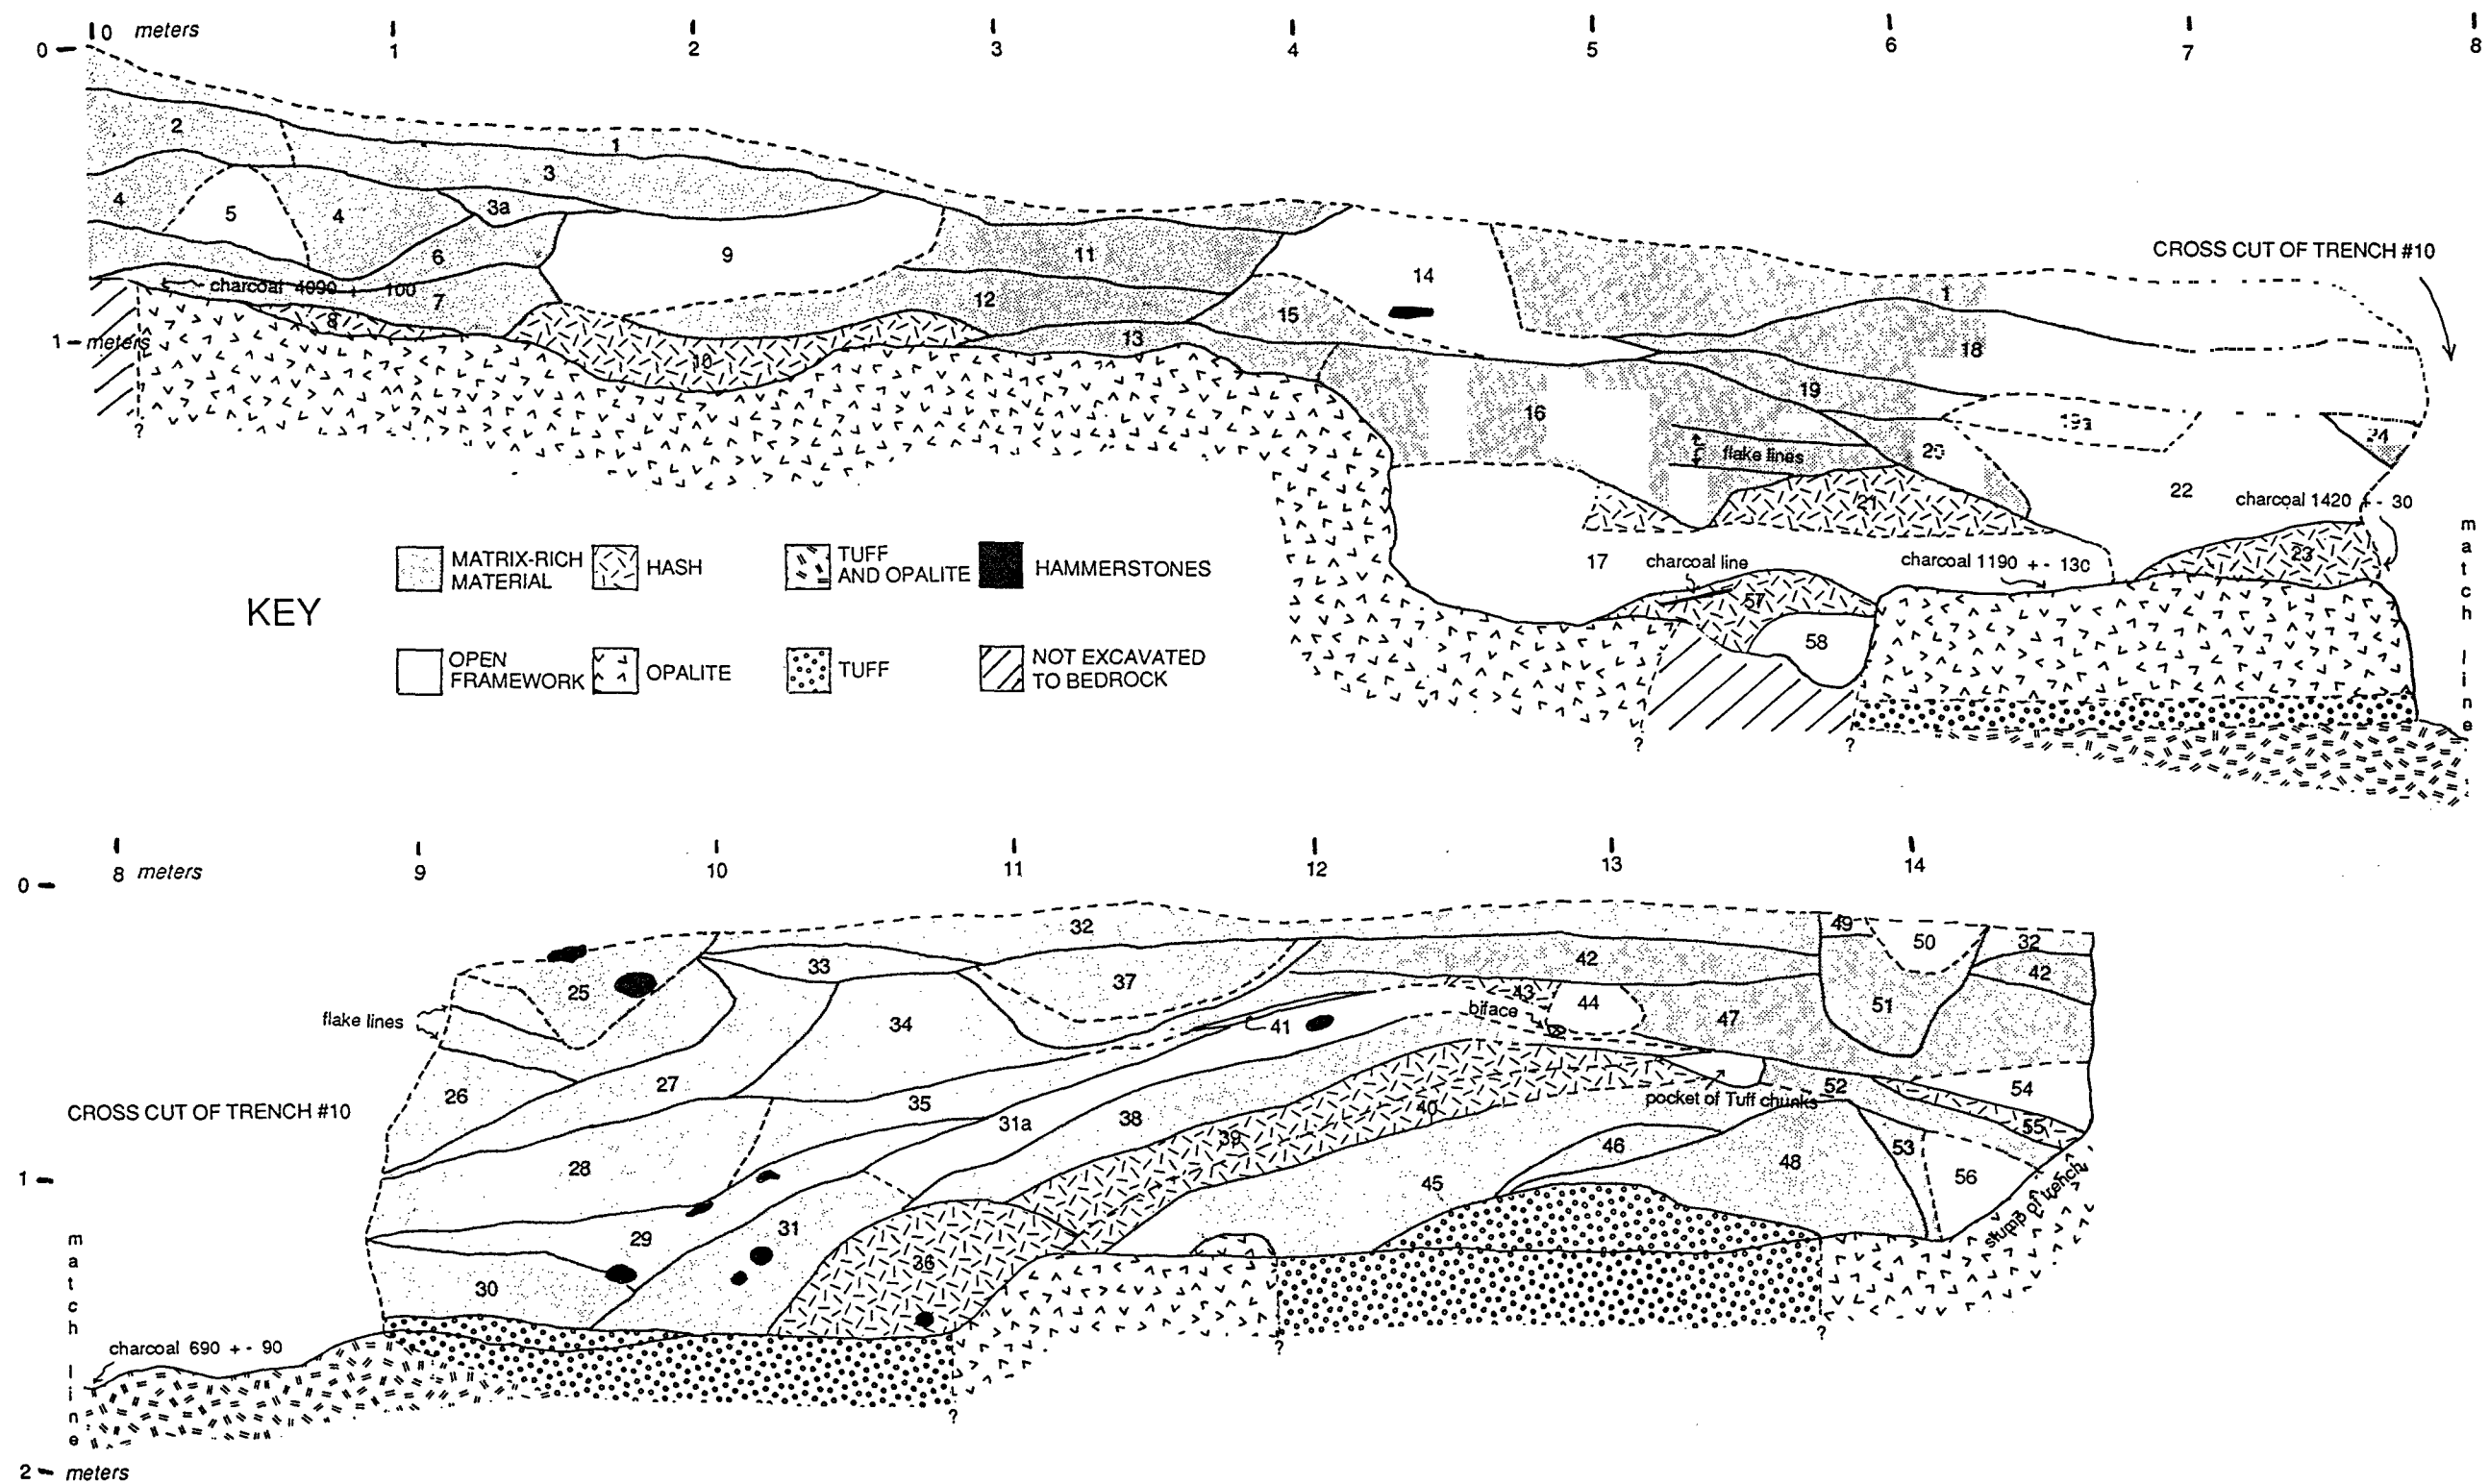 0 meters 1 2 3 4 5 6 7 8
0
1
2
3
3a
4
5
4
6
9
11
14
CROSS CUT OF TRENCH #10
charcoal 4090 + 100
7
12
15
1
8
1 meters
10
13
18
19
16
?
20
24
flake lines
21
22
charcoal 1420 + - 30
23
17
charcoal line
charcoal 1190 + - 130
57
58
match line
? ?
KEY
MATRIX-RICH
MATERIAL
HASH
TUFF
AND OPALITE
HAMMERSTONES
OPEN
FRAMEWORK
OPALITE
TUFF
NOT EXCAVATED
TO BEDROCK
8 meters 9 10 11 12 13 14
0
32
49
50
32
33
42
42
25
37
43
44
51
flake lines
34
41
biface
47
26
27
35
52
54
CROSS CUT OF TRENCH #10
31a
38
40
pocket of Tuff chunks
55
39
28
46
53
48
56
1
45
stump of trench
29
31
36
30
match line
charcoal 690 + - 90
? ? ?
2 meters